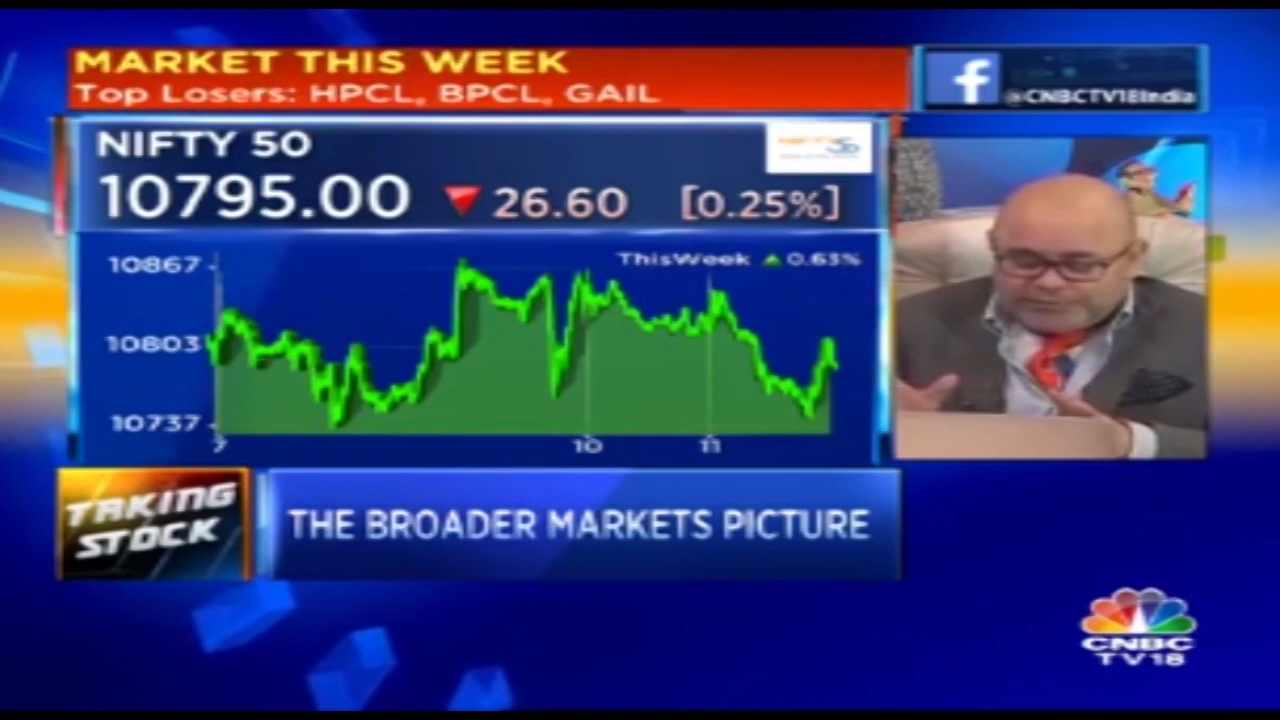 MARKET THIS WEEK
Top Losers: HPCL, BPCL, GAIL
@CNBCTV18India
NIFTY 50
10795.00 ▼ 26.60 [0.25%]
ThisWeek ▲ 0.63%
10867
10803
10737
7 10 11
TAKING STOCK
THE BROADER MARKETS PICTURE
CNBC
TV18